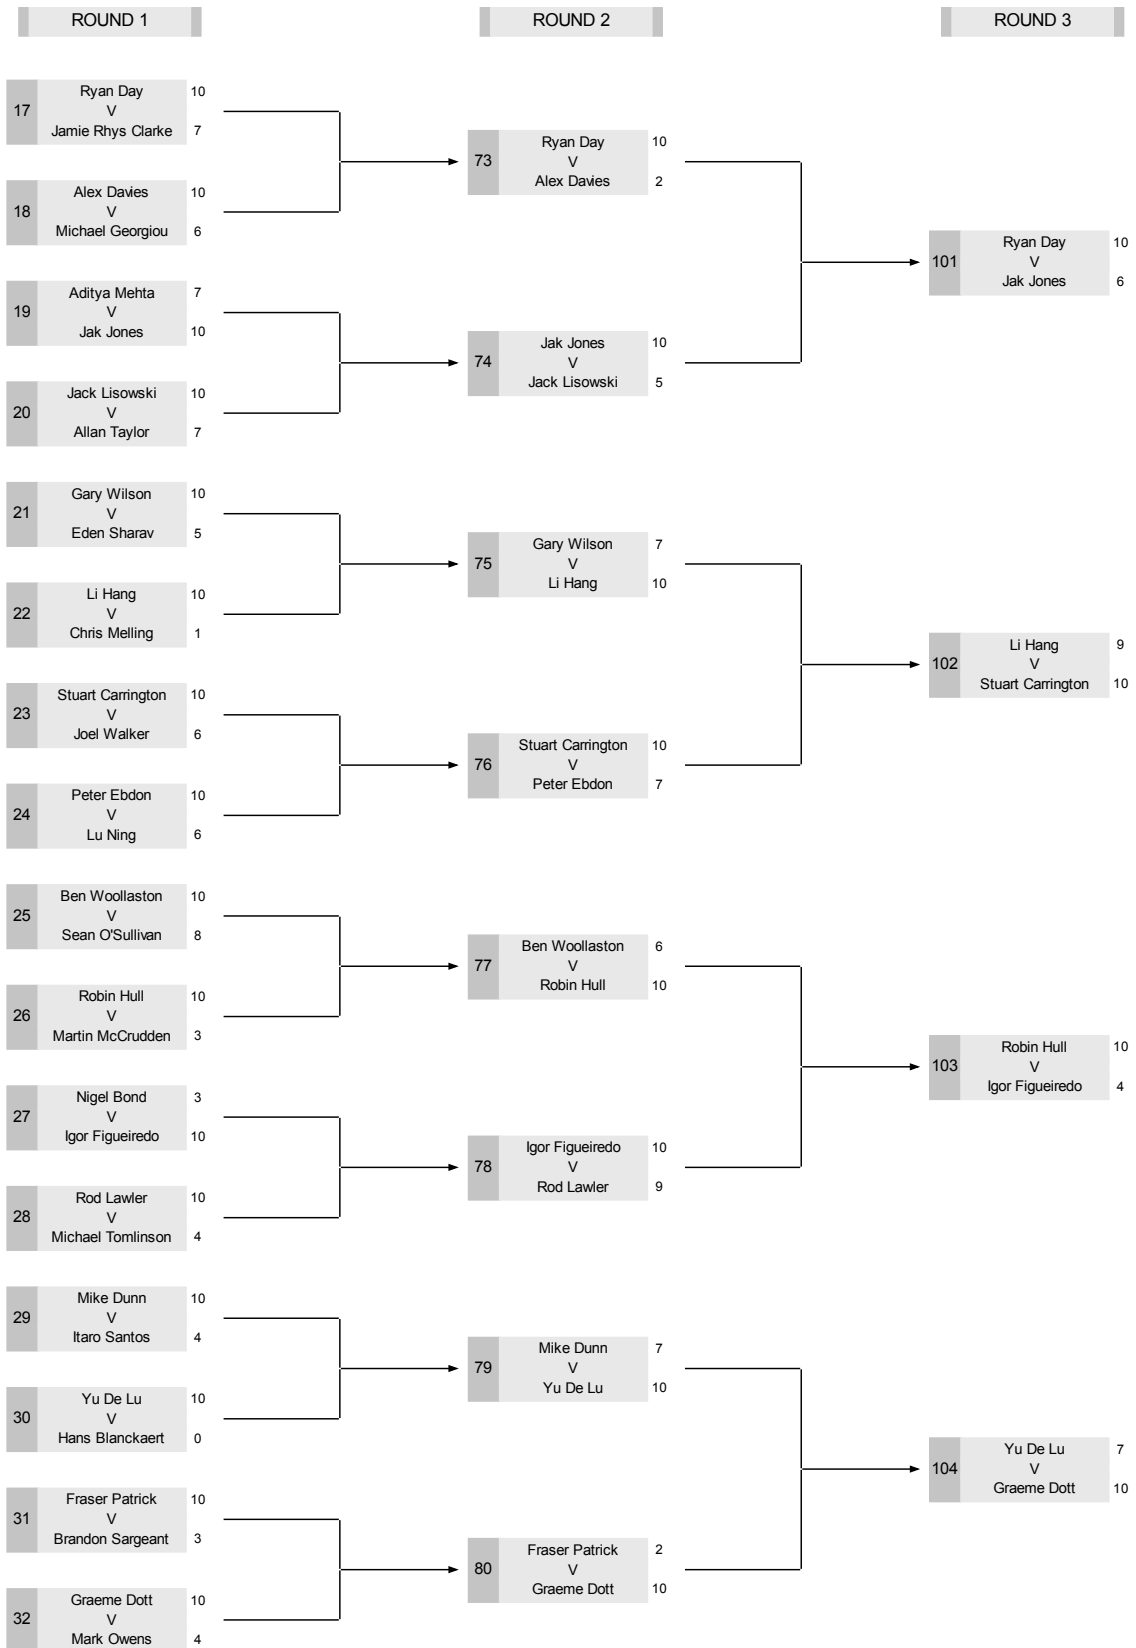 ROUND 1
ROUND 2
ROUND 3
17
Ryan Day 10
V
Jamie Rhys Clarke 7
18
Alex Davies 10
V
Michael Georgiou 6
19
Aditya Mehta 7
V
Jak Jones 10
20
Jack Lisowski 10
V
Allan Taylor 7
21
Gary Wilson 10
V
Eden Sharav 5
22
Li Hang 10
V
Chris Melling 1
23
Stuart Carrington 10
V
Joel Walker 6
24
Peter Ebdon 10
V
Lu Ning 6
25
Ben Woollaston 10
V
Sean O'Sullivan 8
26
Robin Hull 10
V
Martin McCrudden 3
27
Nigel Bond 3
V
Igor Figueiredo 10
28
Rod Lawler 10
V
Michael Tomlinson 4
29
Mike Dunn 10
V
Itaro Santos 4
30
Yu De Lu 10
V
Hans Blanckaert 0
31
Fraser Patrick 10
V
Brandon Sargeant 3
32
Graeme Dott 10
V
Mark Owens 4
73
Ryan Day 10
V
Alex Davies 2
74
Jak Jones 10
V
Jack Lisowski 5
75
Gary Wilson 7
V
Li Hang 10
76
Stuart Carrington 10
V
Peter Ebdon 7
77
Ben Woollaston 6
V
Robin Hull 10
78
Igor Figueiredo 10
V
Rod Lawler 9
79
Mike Dunn 7
V
Yu De Lu 10
80
Fraser Patrick 2
V
Graeme Dott 10
101
Ryan Day 10
V
Jak Jones 6
102
Li Hang 9
V
Stuart Carrington 10
103
Robin Hull 10
V
Igor Figueiredo 4
104
Yu De Lu 7
V
Graeme Dott 10